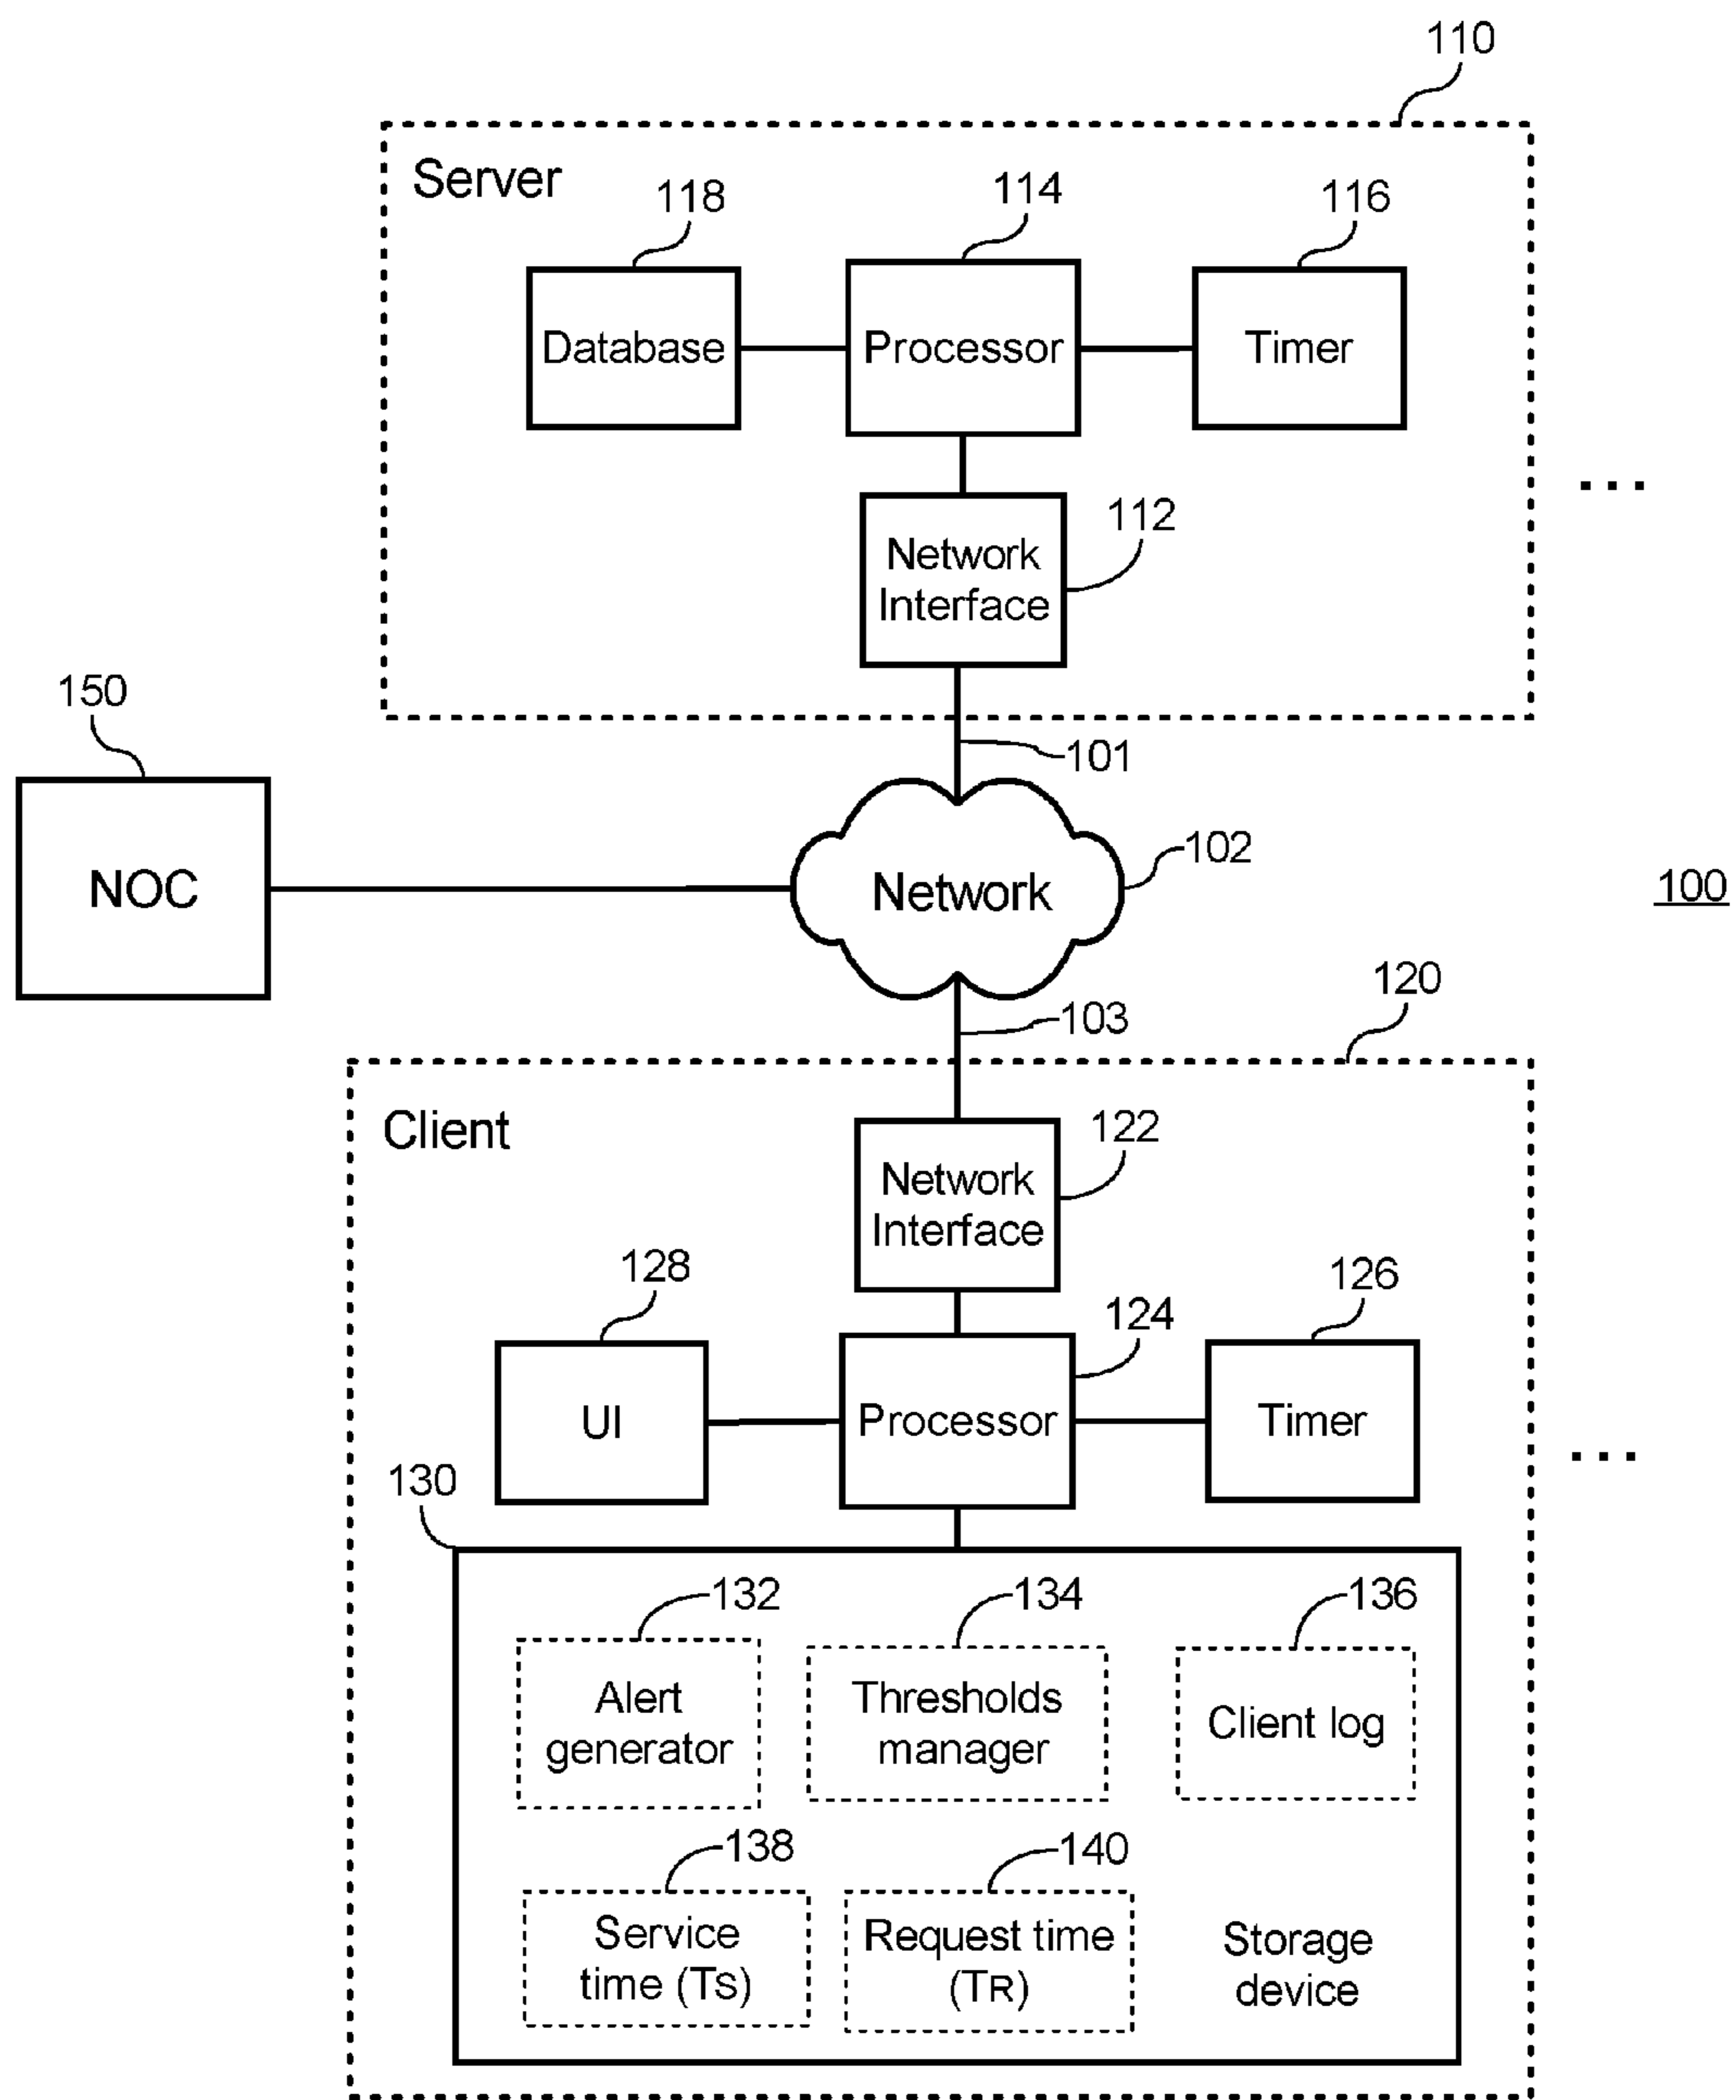 110
Server
118
114
116
Database
Processor
Timer
...
112
Network
Interface
150
101
NOC
102
Network
100
120
103
Client
122
Network
Interface
128
126
124
UI
Processor
Timer
...
130
132
134
136
Alert
generator
Thresholds
manager
Client log
138
140
Service
time (TS)
Request time
(TR)
Storage
device